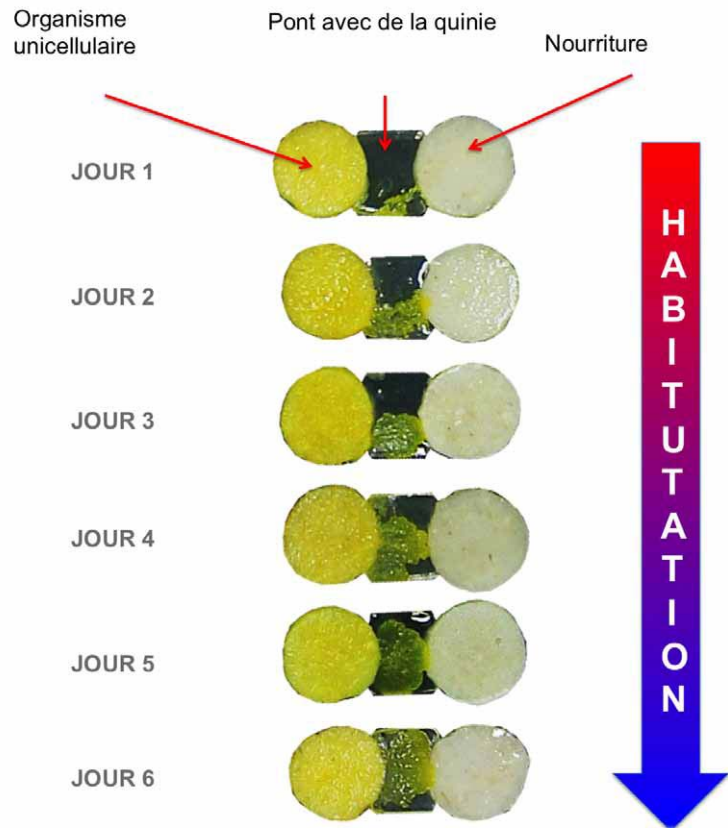 Organisme
unicellulaire
Pont avec de la quinie
Nourriture
JOUR 1
JOUR 2
JOUR 3
JOUR 4
JOUR 5
JOUR 6
HABITUTATION